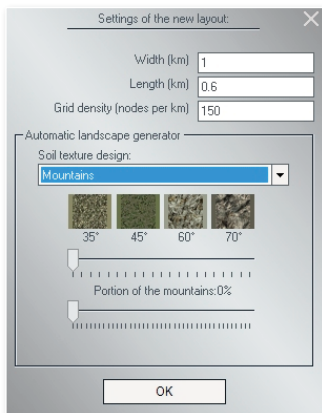 Settings of the new layout:
Width (km) 1
Length (km) 0.6
Grid density (nodes per km) 150
Automatic landscape generator
Soil texture design:
Mountains
35° 45° 60° 70°
Portion of the mountains:0%
OK